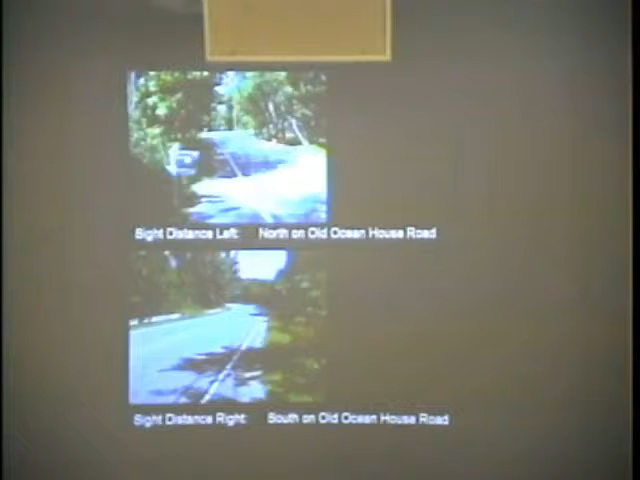 Sight Distance Left: North on Old Ocean House Road
Sight Distance Right: South on Old Ocean House Road